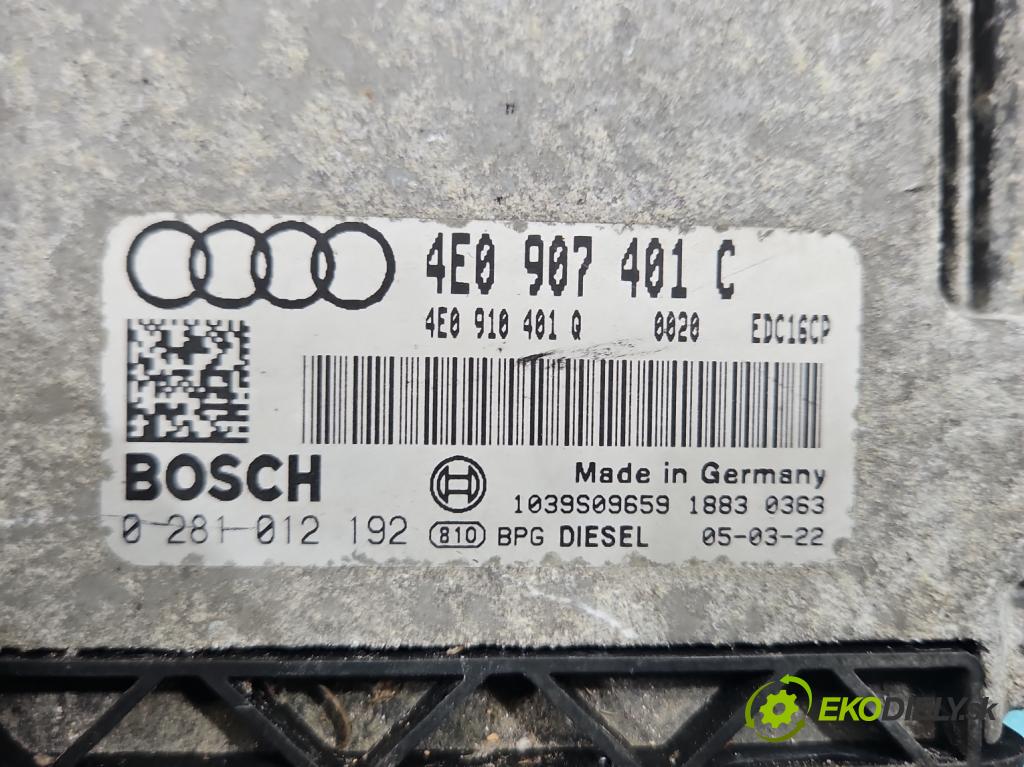 4E0 907 401 C
4E0 910 401 Q 0020 EDC16CP
BOSCH
Made in Germany
1039S09659 1883 0363
0 281 012 192 810 BPG DIESEL 05-03-22
EKODIELY.sk